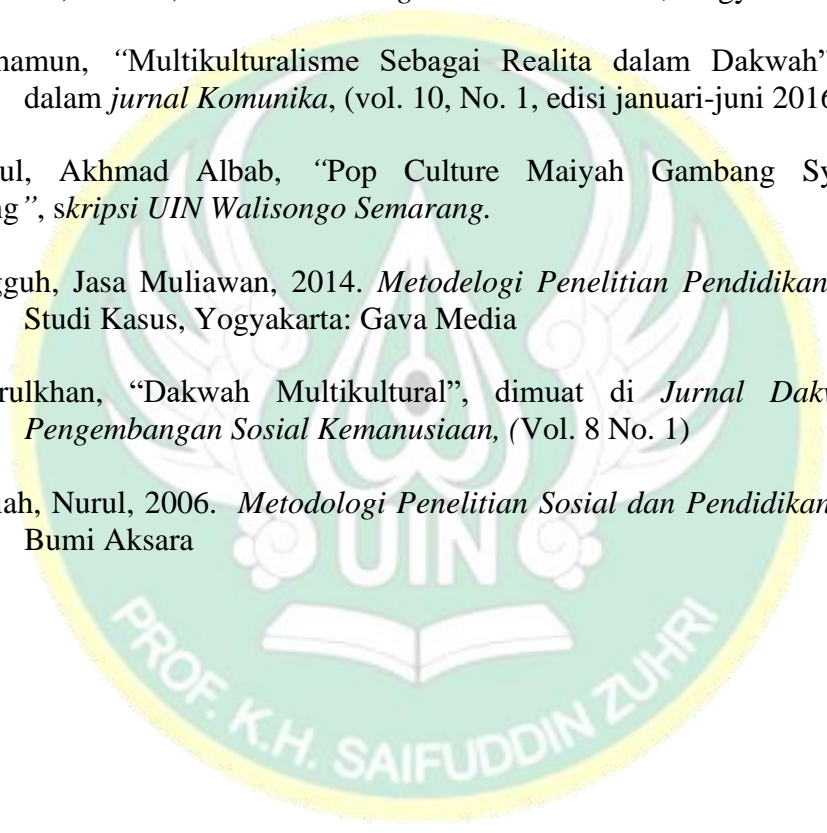 namun, “Multikulturalisme Sebagai Realita dalam Dakwah”
dalam jurnal Komunika, (vol. 10, No. 1, edisi januari-juni 2016
ul, Akhmad Albab, “Pop Culture Maiyah Gambang Sy
ng”, skripsi UIN Walisongo Semarang.
gguh, Jasa Muliawan, 2014. Metodelogi Penelitian Pendidikan
Studi Kasus, Yogyakarta: Gava Media
rulkhan, “Dakwah Multikultural”, dimuat di Jurnal Dakw
Pengembangan Sosial Kemanusiaan, (Vol. 8 No. 1)
iah, Nurul, 2006. Metodologi Penelitian Sosial dan Pendidikan
Bumi Aksara
UIN
PROF. K.H. SAIFUDDIN ZUHRI